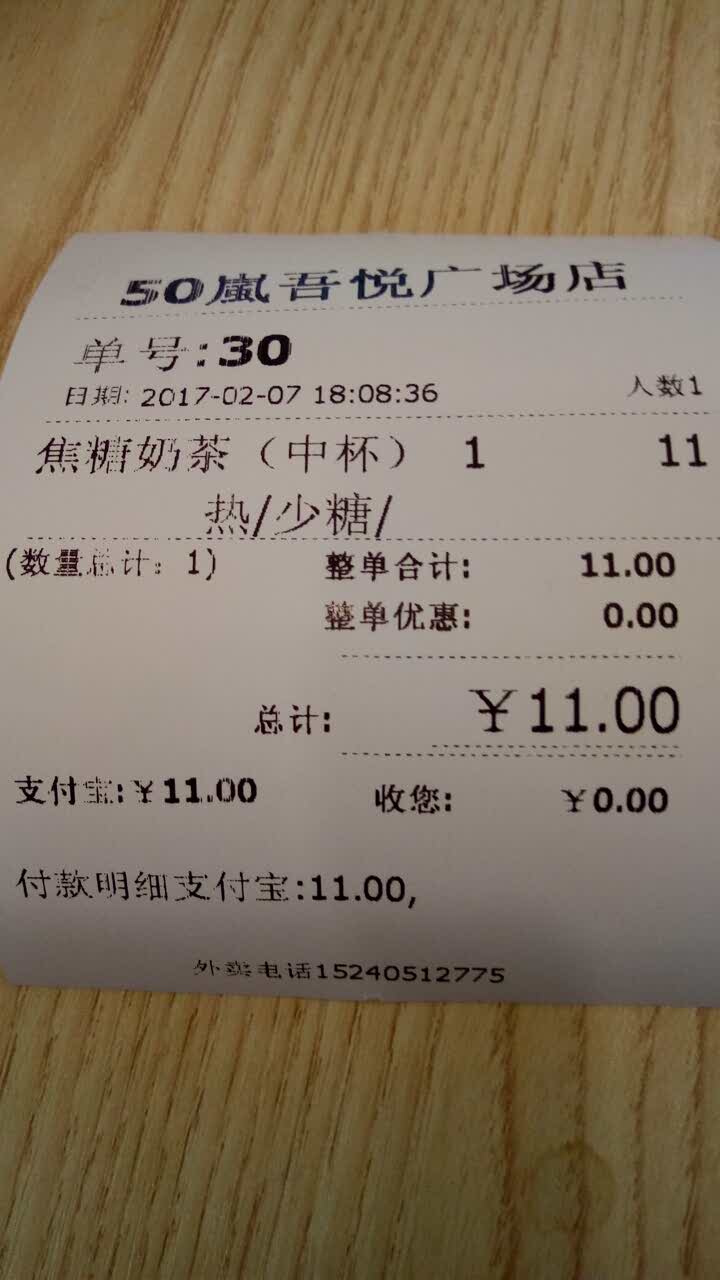 50嵐吾悦广场店
单号:30
日期: 2017-02-07 18:08:36 人数1
焦糖奶茶（中杯） 1 11
热/少糖/
(数量总计：1) 整单合计: 11.00
整单优惠: 0.00
总计: ￥11.00
支付宝:￥11.00 收您: ￥0.00
付款明细支付宝:11.00,
外卖电话15240512775